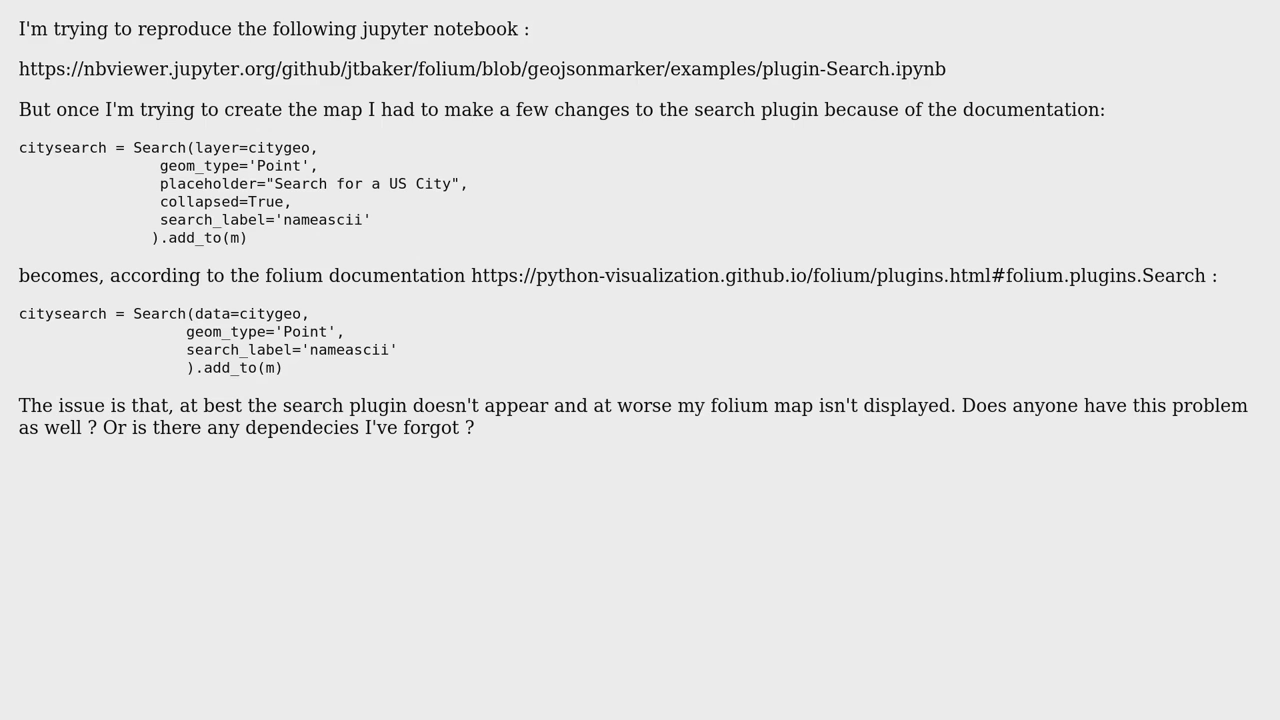 I'm trying to reproduce the following jupyter notebook :
https://nbviewer.jupyter.org/github/jtbaker/folium/blob/geojsonmarker/examples/plugin-Search.ipynb
But once I'm trying to create the map I had to make a few changes to the search plugin because of the documentation:
citysearch = Search(layer=citygeo,
                geom_type='Point',
                placeholder="Search for a US City",
                collapsed=True,
                search_label='nameascii'
               ).add_to(m)
becomes, according to the folium documentation https://python-visualization.github.io/folium/plugins.html#folium.plugins.Search :
citysearch = Search(data=citygeo,
                   geom_type='Point',
                   search_label='nameascii'
                   ).add_to(m)
The issue is that, at best the search plugin doesn't appear and at worse my folium map isn't displayed. Does anyone have this problem
as well ? Or is there any dependecies I've forgot ?